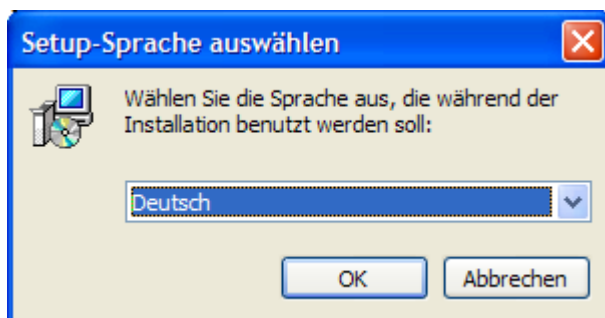 Setup-Sprache auswählen
Wählen Sie die Sprache aus, die während der
Installation benutzt werden soll:
Deutsch
OK
Abbrechen